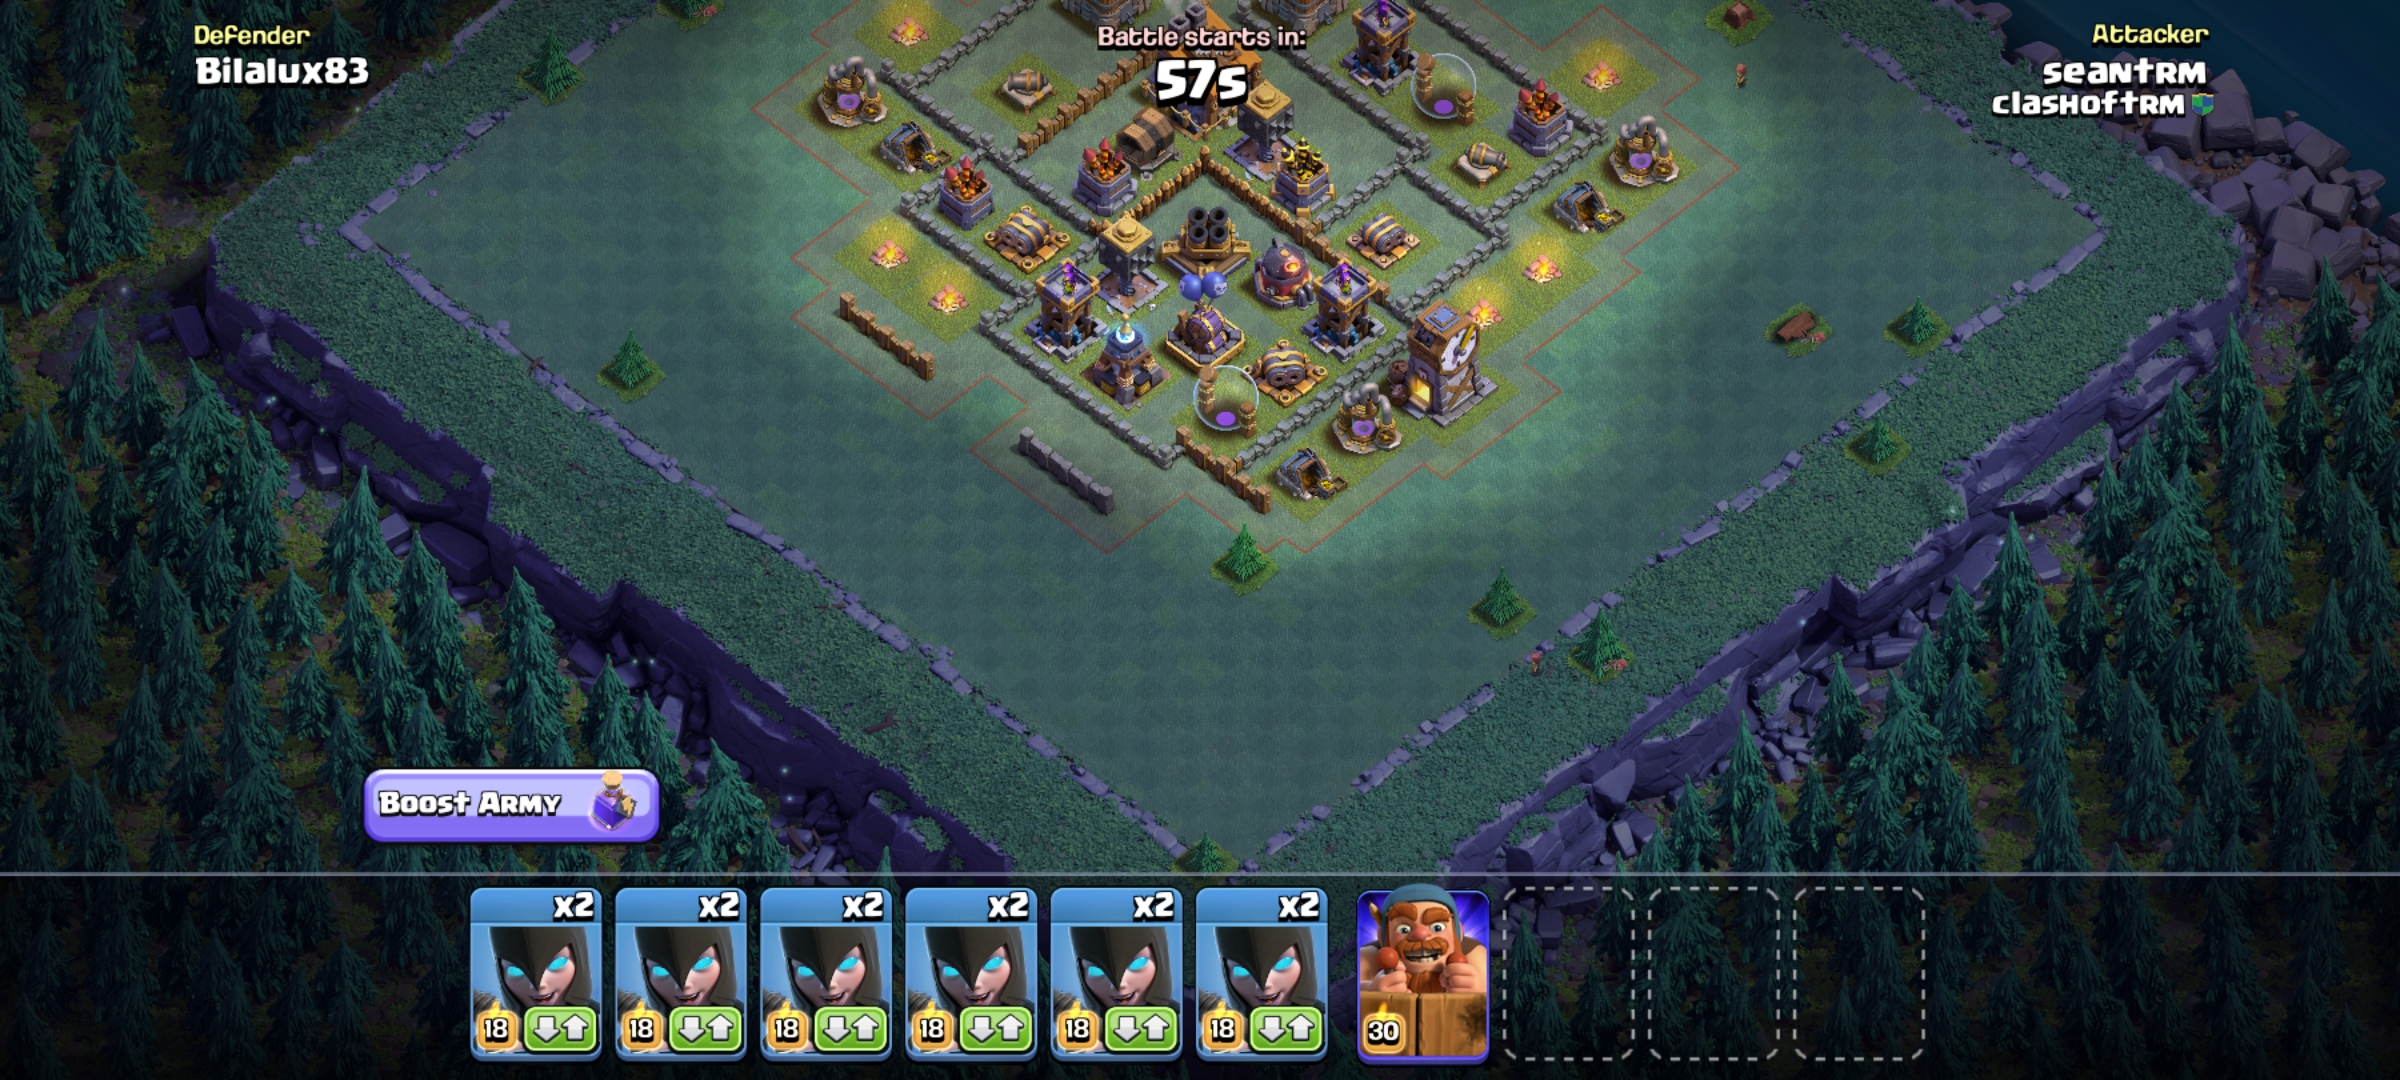 Defender
Bilalux83
Battle starts in:
57s
Attacker
seantRM
clashoftRM
Boost Army
x2
x2
x2
x2
x2
x2
18
18
18
18
18
18
30